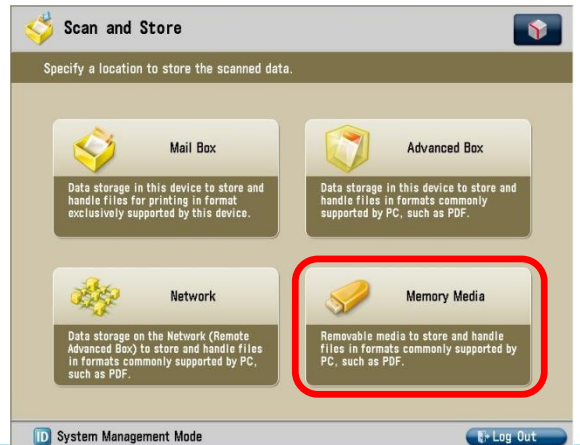 Scan and Store
Specify a location to store the scanned data.
Mail Box
Data storage in this device to store and
handle files for printing in format
exclusively supported by this device.
Advanced Box
Data storage in this device to store and
handle files in formats commonly
supported by PC, such as PDF.
Network
Data storage on the Network (Remote
Advanced Box) to store and handle files
in formats commonly supported by PC,
such as PDF.
Memory Media
Removable media to store and handle
files in formats commonly supported by
PC, such as PDF.
ID System Management Mode
Log Out